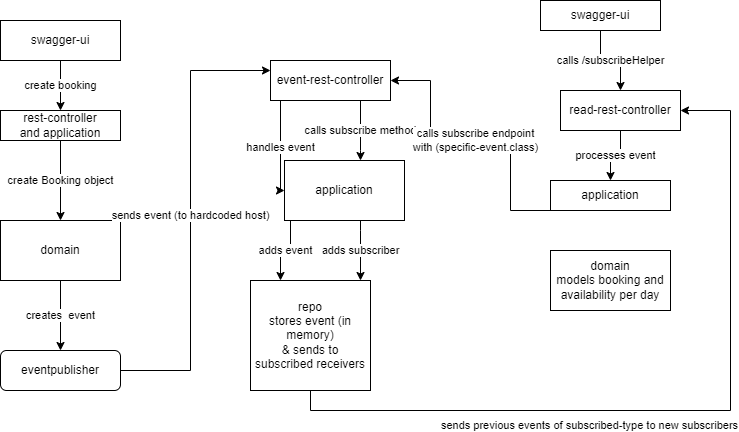 swagger-ui
create booking
rest-controller
and application
create Booking object
domain
creates event
eventpublisher
sends event (to hardcoded host)
event-rest-controller
handles event
calls subscribe method
application
adds event
adds subscriber
repo
stores event (in
memory)
& sends to
subscribed receivers
calls subscribe endpoint
with (specific-event.class)
swagger-ui
calls /subscribeHelper
read-rest-controller
processes event
application
domain
models booking and
availability per day
sends previous events of subscribed-type to new subscribers